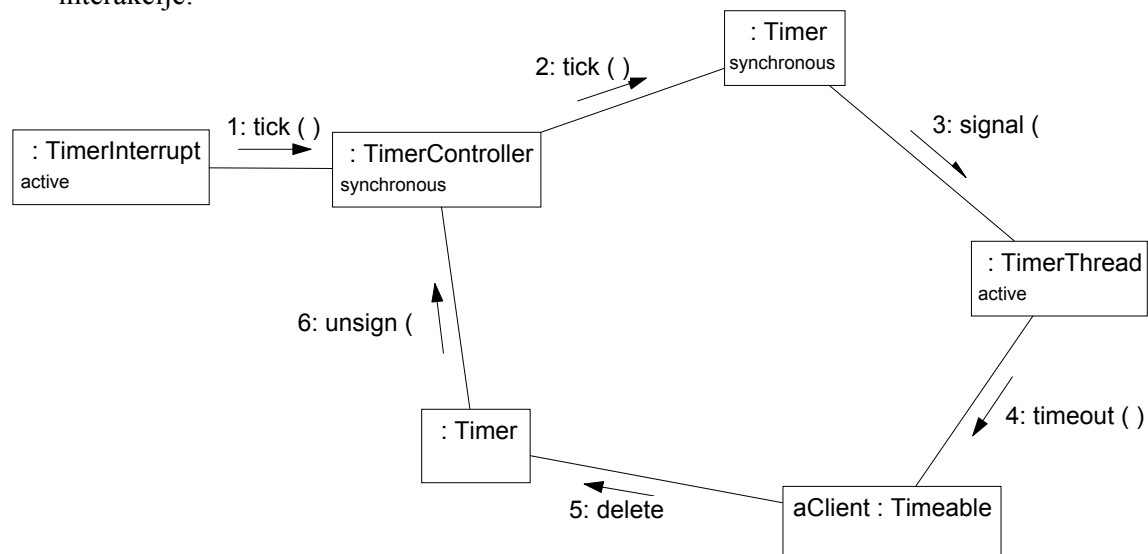 : Timer
synchronous
2: tick ( )
1: tick ( )
3: signal (
: TimerInterrupt
active
: TimerController
synchronous
: TimerThread
active
6: unsign (
4: timeout ( )
: Timer
5: delete
aClient : Timeable